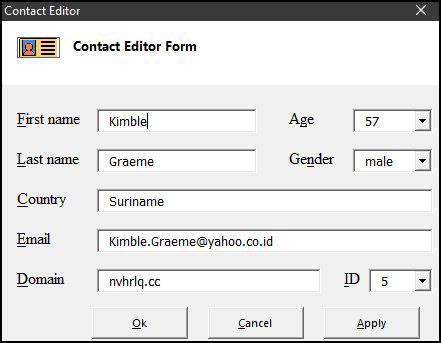 Contact Editor
Contact Editor Form
First name Kimble Age 57
Last name Graeme Gender male
Country Suriname
Email Kimble.Graeme@yahoo.co.id
Domain nvhrlq.cc ID 5
Ok Cancel Apply